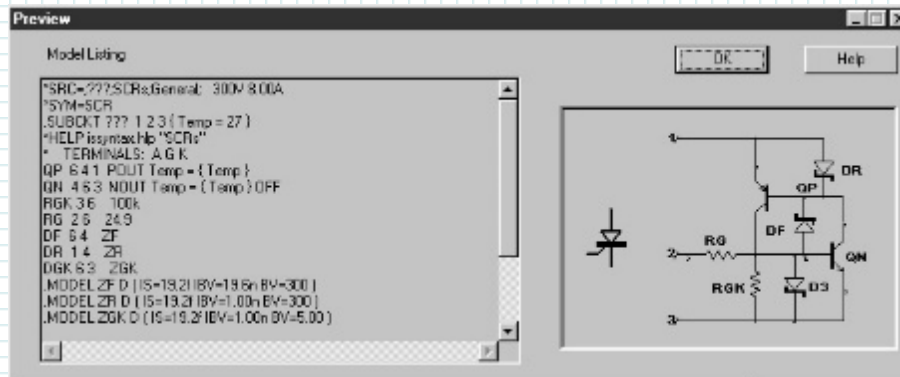 Preview
Model Listing
OK
Help
*SRC=,???;SCRs;General; 300V 8.00A
*SYM=SCR
.SUBCKT ??? 1 2 3 { Temp = 27 }
*HELP issyntax.hlp "SCRs"
* TERMINALS: A G K
QP 6 4 1 POUT Temp = { Temp }
QN 4 6 3 NOUT Temp = { Temp } OFF
RGK 3 6 100k
RG 2 6 24.9
DF 6 4 ZF
DR 1 4 ZR
DGK 6 3 ZGK
.MODEL ZF D ( IS=19.2f IBV=19.6n BV=300 )
.MODEL ZR D ( IS=19.2f IBV=1.00n BV=300 )
.MODEL ZGK D ( IS=19.2f IBV=1.00n BV=5.00 )
1
DR
QP
DF
2
RG
QN
RGK
D3
3